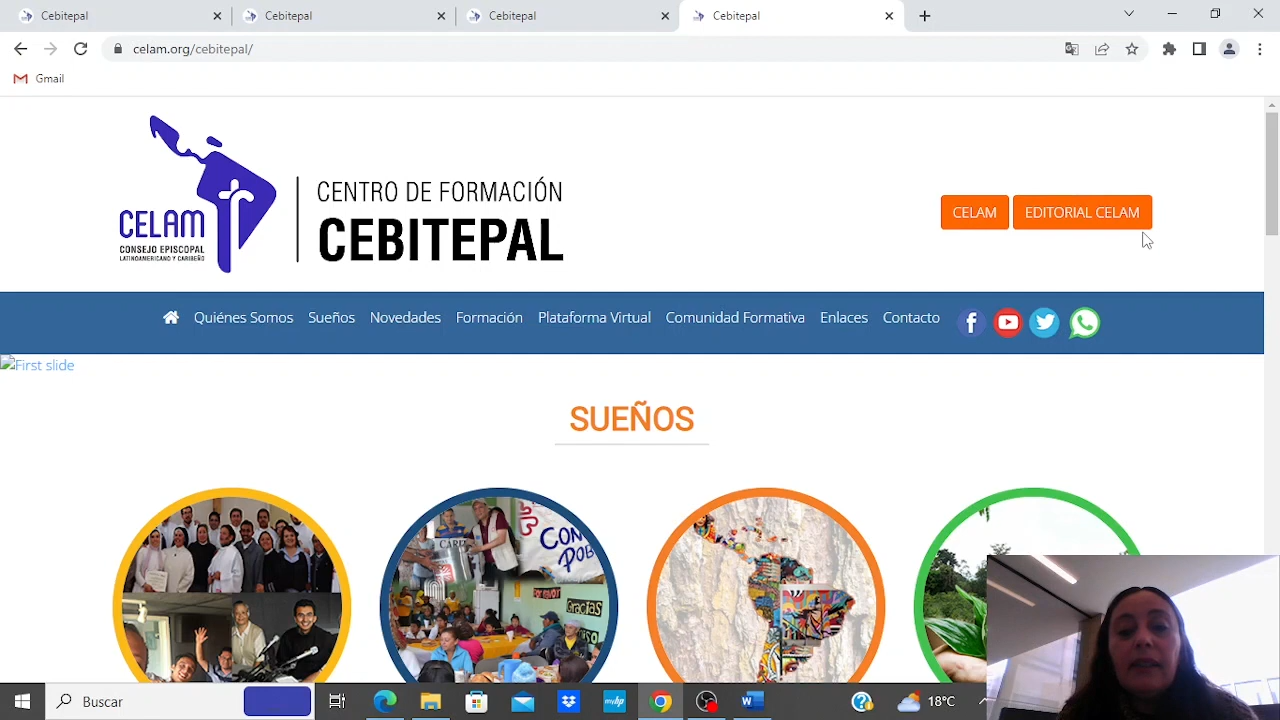 Cebitepal
Cebitepal
Cebitepal
Cebitepal
celam.org/cebitepal/
Gmail
CELAM
CONSEJO EPISCOPAL
LATINOAMERICANO Y CARIBEÑO
CENTRO DE FORMACIÓN
CEBITEPAL
CELAM
EDITORIAL CELAM
Quiénes Somos
Sueños
Novedades
Formación
Plataforma Virtual
Comunidad Formativa
Enlaces
Contacto
First slide
SUEÑOS
Gracias
Buscar
18°C